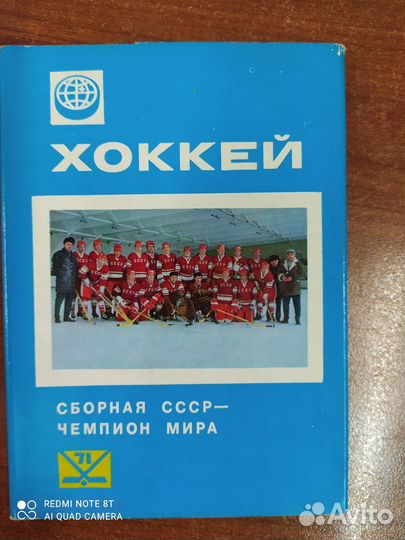 ХОККЕЙ
СБОРНАЯ СССР—
ЧЕМПИОН МИРА
71
REDMI NOTE 8T
AI QUAD CAMERA
Avito